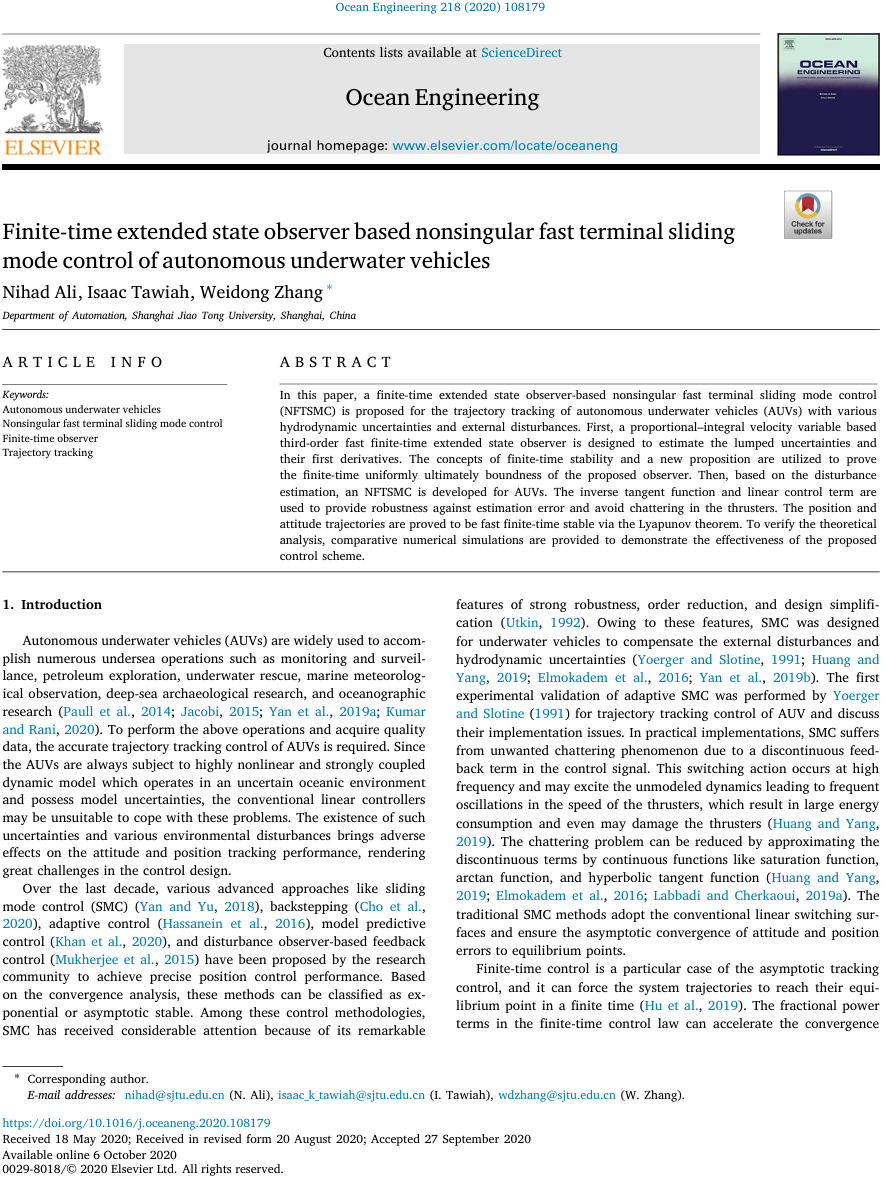 Ocean Engineering 218 (2020) 108179
Contents lists available at ScienceDirect
Ocean Engineering
journal homepage: www.elsevier.com/locate/oceaneng
ELSEVIER
OCEAN
ENGINEERING
Check for
updates
Finite-time extended state observer based nonsingular fast terminal sliding
mode control of autonomous underwater vehicles
Nihad Ali, Isaac Tawiah, Weidong Zhang *
Department of Automation, Shanghai Jiao Tong University, Shanghai, China
ARTICLE INFO
Keywords:
Autonomous underwater vehicles
Nonsingular fast terminal sliding mode control
Finite-time observer
Trajectory tracking
ABSTRACT
In this paper, a finite-time extended state observer-based nonsingular fast terminal sliding mode control
(NFTSMC) is proposed for the trajectory tracking of autonomous underwater vehicles (AUVs) with various
hydrodynamic uncertainties and external disturbances. First, a proportional–integral velocity variable based
third-order fast finite-time extended state observer is designed to estimate the lumped uncertainties and
their first derivatives. The concepts of finite-time stability and a new proposition are utilized to prove
the finite-time uniformly ultimately boundness of the proposed observer. Then, based on the disturbance
estimation, an NFTSMC is developed for AUVs. The inverse tangent function and linear control term are
used to provide robustness against estimation error and avoid chattering in the thrusters. The position and
attitude trajectories are proved to be fast finite-time stable via the Lyapunov theorem. To verify the theoretical
analysis, comparative numerical simulations are provided to demonstrate the effectiveness of the proposed
control scheme.
1. Introduction
Autonomous underwater vehicles (AUVs) are widely used to accom-
plish numerous undersea operations such as monitoring and surveil-
lance, petroleum exploration, underwater rescue, marine meteorolog-
ical observation, deep-sea archaeological research, and oceanographic
research (Paull et al., 2014; Jacobi, 2015; Yan et al., 2019a; Kumar
and Rani, 2020). To perform the above operations and acquire quality
data, the accurate trajectory tracking control of AUVs is required. Since
the AUVs are always subject to highly nonlinear and strongly coupled
dynamic model which operates in an uncertain oceanic environment
and possess model uncertainties, the conventional linear controllers
may be unsuitable to cope with these problems. The existence of such
uncertainties and various environmental disturbances brings adverse
effects on the attitude and position tracking performance, rendering
great challenges in the control design.
Over the last decade, various advanced approaches like sliding
mode control (SMC) (Yan and Yu, 2018), backstepping (Cho et al.,
2020), adaptive control (Hassanein et al., 2016), model predictive
control (Khan et al., 2020), and disturbance observer-based feedback
control (Mukherjee et al., 2015) have been proposed by the research
community to achieve precise position control performance. Based
on the convergence analysis, these methods can be classified as ex-
ponential or asymptotic stable. Among these control methodologies,
SMC has received considerable attention because of its remarkable
features of strong robustness, order reduction, and design simplifi-
cation (Utkin, 1992). Owing to these features, SMC was designed
for underwater vehicles to compensate the external disturbances and
hydrodynamic uncertainties (Yoerger and Slotine, 1991; Huang and
Yang, 2019; Elmokadem et al., 2016; Yan et al., 2019b). The first
experimental validation of adaptive SMC was performed by Yoerger
and Slotine (1991) for trajectory tracking control of AUV and discuss
their implementation issues. In practical implementations, SMC suffers
from unwanted chattering phenomenon due to a discontinuous feed-
back term in the control signal. This switching action occurs at high
frequency and may excite the unmodeled dynamics leading to frequent
oscillations in the speed of the thrusters, which result in large energy
consumption and even may damage the thrusters (Huang and Yang,
2019). The chattering problem can be reduced by approximating the
discontinuous terms by continuous functions like saturation function,
arctan function, and hyperbolic tangent function (Huang and Yang,
2019; Elmokadem et al., 2016; Labbadi and Cherkaoui, 2019a). The
traditional SMC methods adopt the conventional linear switching sur-
faces and ensure the asymptotic convergence of attitude and position
errors to equilibrium points.
Finite-time control is a particular case of the asymptotic tracking
control, and it can force the system trajectories to reach their equi-
librium point in a finite time (Hu et al., 2019). The fractional power
terms in the finite-time control law can accelerate the convergence
* Corresponding author.
E-mail addresses: nihad@sjtu.edu.cn (N. Ali), isaac_k_tawiah@sjtu.edu.cn (I. Tawiah), wdzhang@sjtu.edu.cn (W. Zhang).
https://doi.org/10.1016/j.oceaneng.2020.108179
Received 18 May 2020; Received in revised form 20 August 2020; Accepted 27 September 2020
Available online 6 October 2020
0029-8018/© 2020 Elsevier Ltd. All rights reserved.